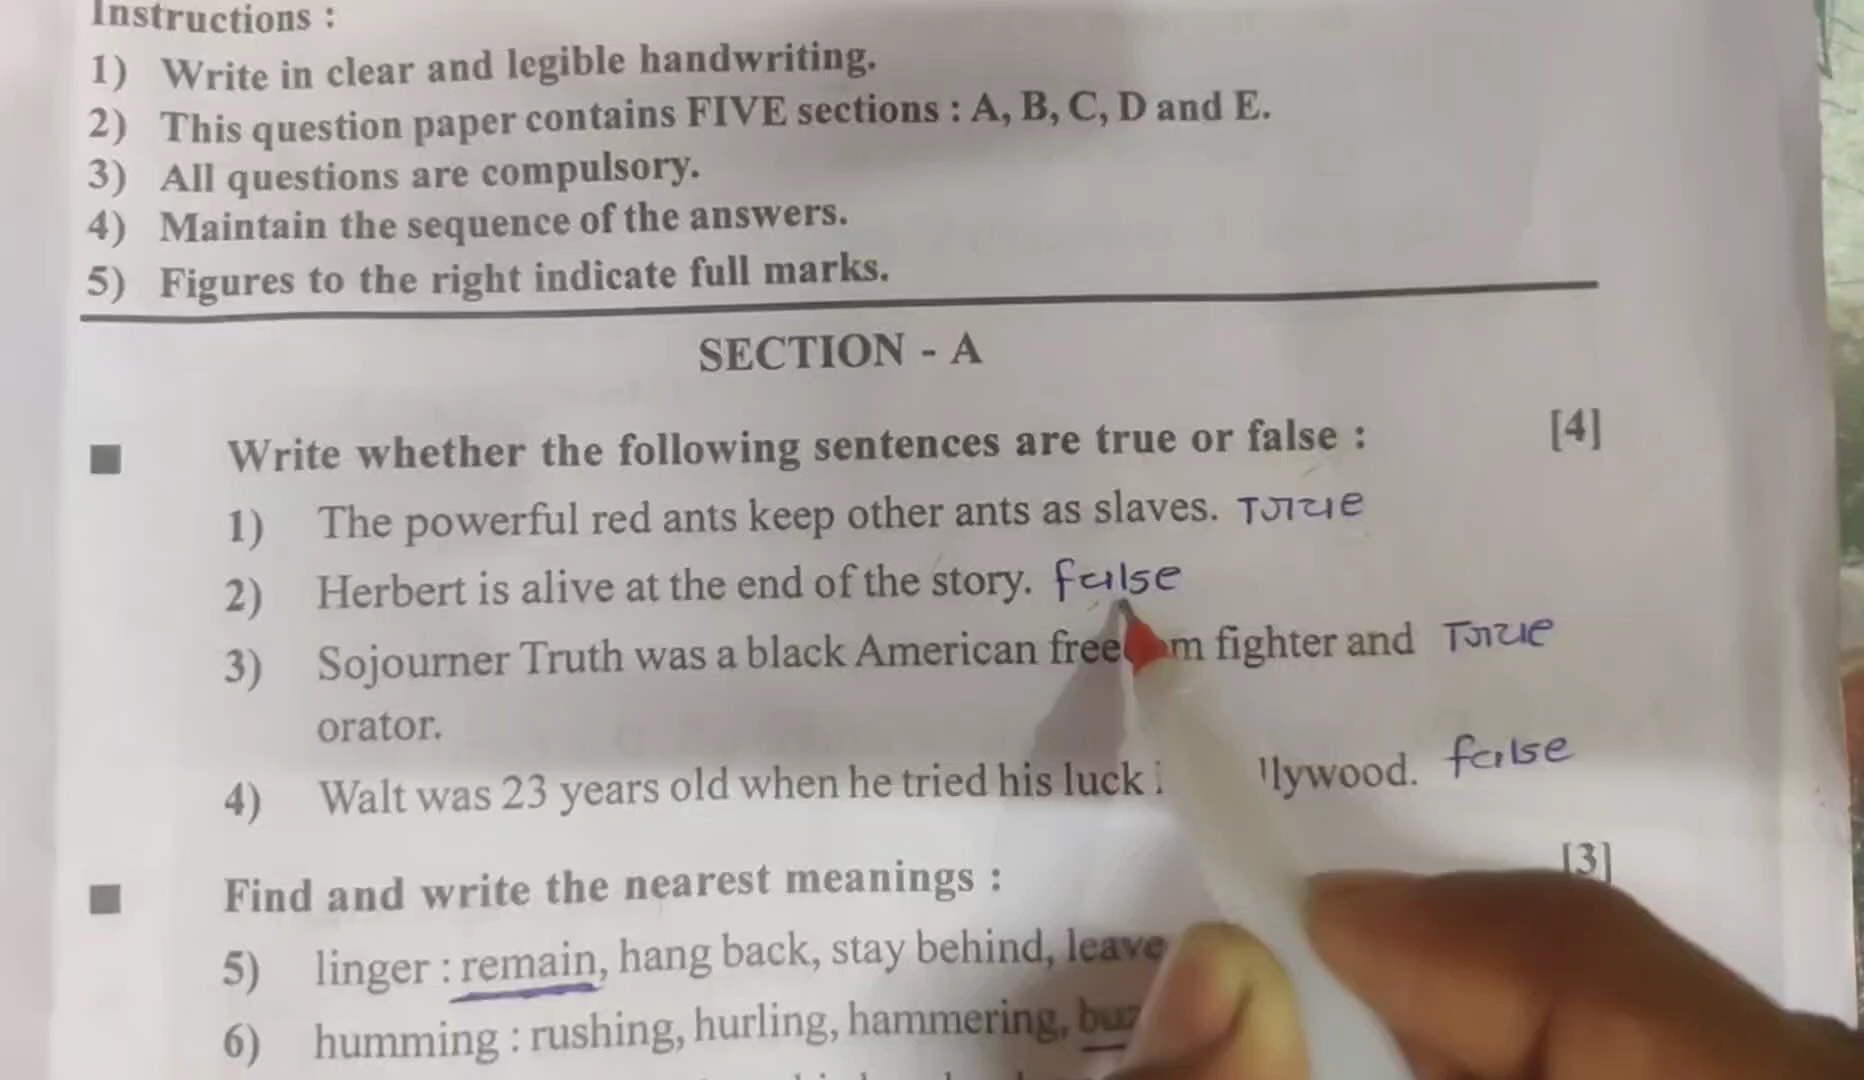 Instructions :
1) Write in clear and legible handwriting.
2) This question paper contains FIVE sections : A, B, C, D and E.
3) All questions are compulsory.
4) Maintain the sequence of the answers.
5) Figures to the right indicate full marks.
SECTION - A
■ Write whether the following sentences are true or false : [4]
1) The powerful red ants keep other ants as slaves. True
2) Herbert is alive at the end of the story. false
3) Sojourner Truth was a black American fighter and True
orator.
4) Walt was 23 years old when he tried his luck false
■ Find and write the nearest meanings : [3]
5) linger : remain, hang back, stay behind, leave
6) humming : rushing, hurling, hammering,